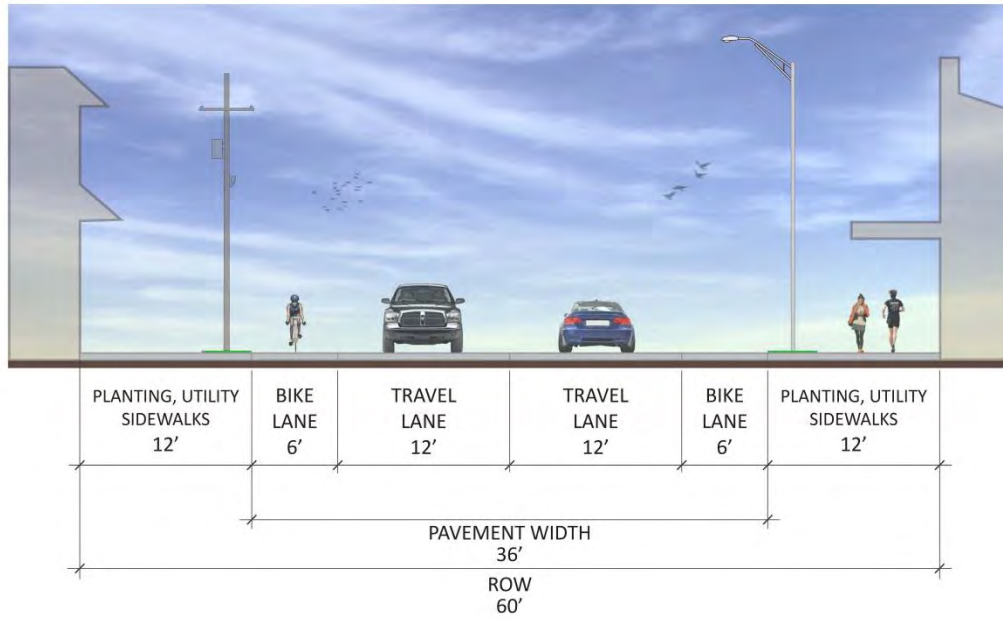 PLANTING, UTILITY
SIDEWALKS
12'
BIKE
LANE
6'
TRAVEL
LANE
12'
TRAVEL
LANE
12'
BIKE
LANE
6'
PLANTING, UTILITY
SIDEWALKS
12'
PAVEMENT WIDTH
36'
ROW
60'